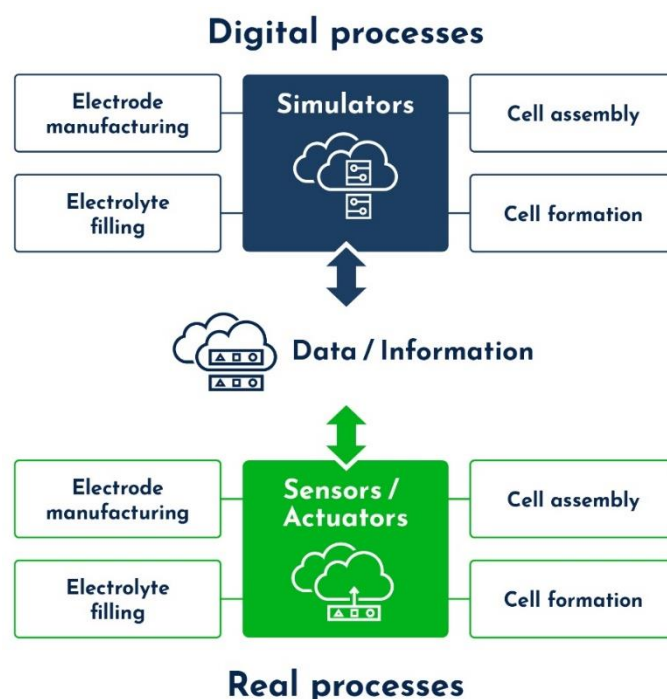 Digital processes
Electrode
manufacturing
Simulators
Cell assembly
Electrolyte
filling
Cell formation
Data / Information
Electrode
manufacturing
Sensors /
Actuators
Cell assembly
Electrolyte
filling
Cell formation
Real processes